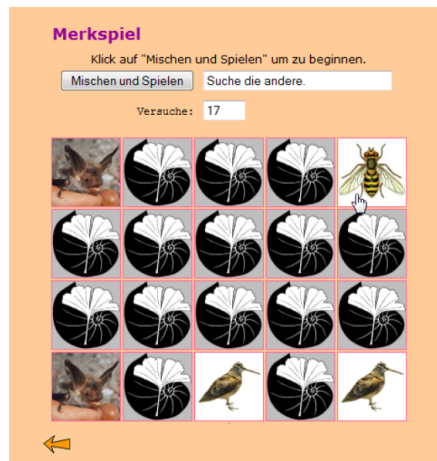 Merkspiel
Klick auf "Mischen und Spielen" um zu beginnen.
Mischen und Spielen Suche die andere.
Versuche: 17